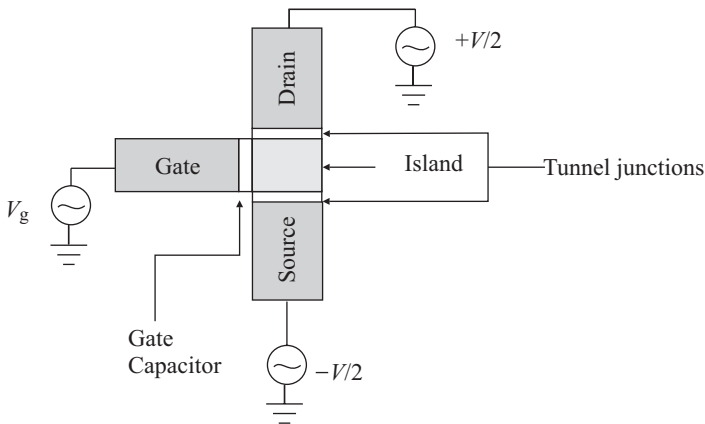 +V/2
Drain
Gate
Island
Tunnel junctions
Vg
Source
Gate
Capacitor
−V/2